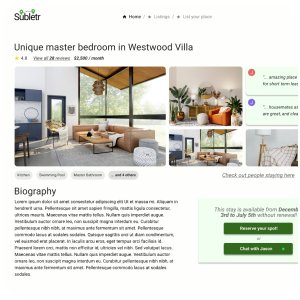 Subletr
Home / Listings / List your place
Unique master bedroom in Westwood Villa
4.8 View all 28 reviews $2,500 / month
"... amazing place
for short term leas
"... housemates a
are great, and clea
Kitchen Swimming Pool Master Bedroom ... and 4 others
Check out people staying here
Biography
Lorem ipsum dolor sit amet consectetur adipiscing elit Ut et. Aliquam in
hendrerit urna. Pellentesque sit amet sapien fringilla, mattis ligula consectetur,
ultrices mauris. Maecenas vitae mattis tellus. Nullam quis imperdiet augue.
Vestibulum auctor ornare leo, non suscipit magna interdum eu. Curabitur
pellentesque nibh nibh, at interdum ante fermentum sit amet. Pellentesque
commodo lacus at sodales sodales. Quisque sagittis orci ut diam condimentum,
vel euismod erat placerat. In iaculis arcu eros, eget tempus orci facilisis id.
Praesent lorem orci, mattis non efficitur id, ultricies vel nibh. Sed volutpat lacus.
Maecenas vitae mattis tellus. Nullam quis imperdiet augue. Vestibulum auctor
ornare leo, non suscipit magna interdum eu. Curabitur pellentesque nibh nibh, at
interdum ante fermentum sit amet. Pellentesque commodo lacus at sodales
sodales.
This stay is available from Decembe
3rd to July 5th without renewal!
Reserve your spot!
or
Chat with Jason